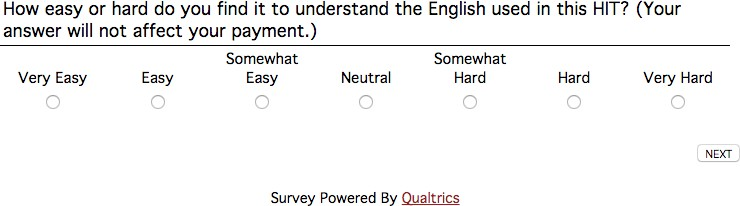 How easy or hard do you find it to understand the English used in this HIT? (Your
answer will not affect your payment.)
Very Easy Easy Somewhat Easy Neutral Somewhat Hard Hard Very Hard
NEXT
Survey Powered By Qualtrics